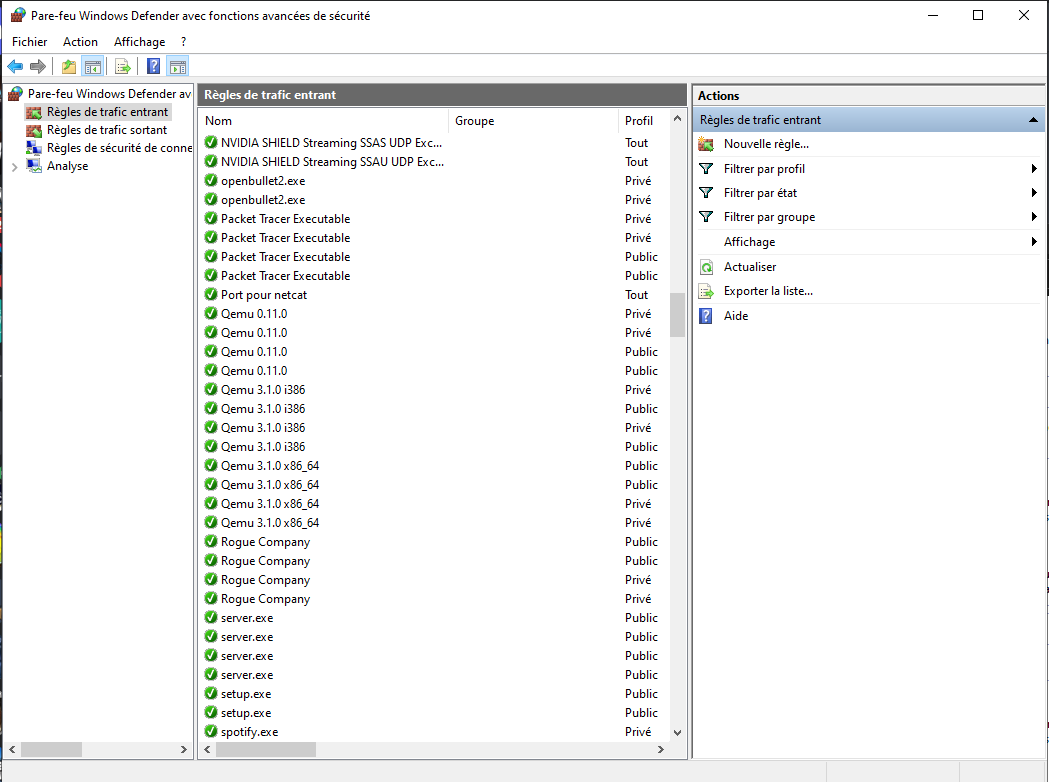 Pare-feu Windows Defender avec fonctions avancées de sécurité
Fichier Action Affichage ?
Pare-feu Windows Defender av
Règles de trafic entrant
Règles de trafic sortant
Règles de sécurité de conne
Analyse
Règles de trafic entrant
Nom Groupe Profil
NVIDIA SHIELD Streaming SSAS UDP Exc... Tout
NVIDIA SHIELD Streaming SSAU UDP Exc... Tout
openbullet2.exe Privé
openbullet2.exe Privé
Packet Tracer Executable Privé
Packet Tracer Executable Privé
Packet Tracer Executable Public
Packet Tracer Executable Public
Port pour netcat Tout
Qemu 0.11.0 Privé
Qemu 0.11.0 Privé
Qemu 0.11.0 Public
Qemu 0.11.0 Public
Qemu 3.1.0 i386 Privé
Qemu 3.1.0 i386 Public
Qemu 3.1.0 i386 Privé
Qemu 3.1.0 i386 Public
Qemu 3.1.0 x86_64 Public
Qemu 3.1.0 x86_64 Public
Qemu 3.1.0 x86_64 Privé
Qemu 3.1.0 x86_64 Privé
Rogue Company Public
Rogue Company Public
Rogue Company Privé
Rogue Company Privé
server.exe Public
server.exe Public
server.exe Public
server.exe Public
setup.exe Public
setup.exe Public
spotify.exe Privé
Actions
Règles de trafic entrant
Nouvelle règle...
Filtrer par profil
Filtrer par état
Filtrer par groupe
Affichage
Actualiser
Exporter la liste...
Aide